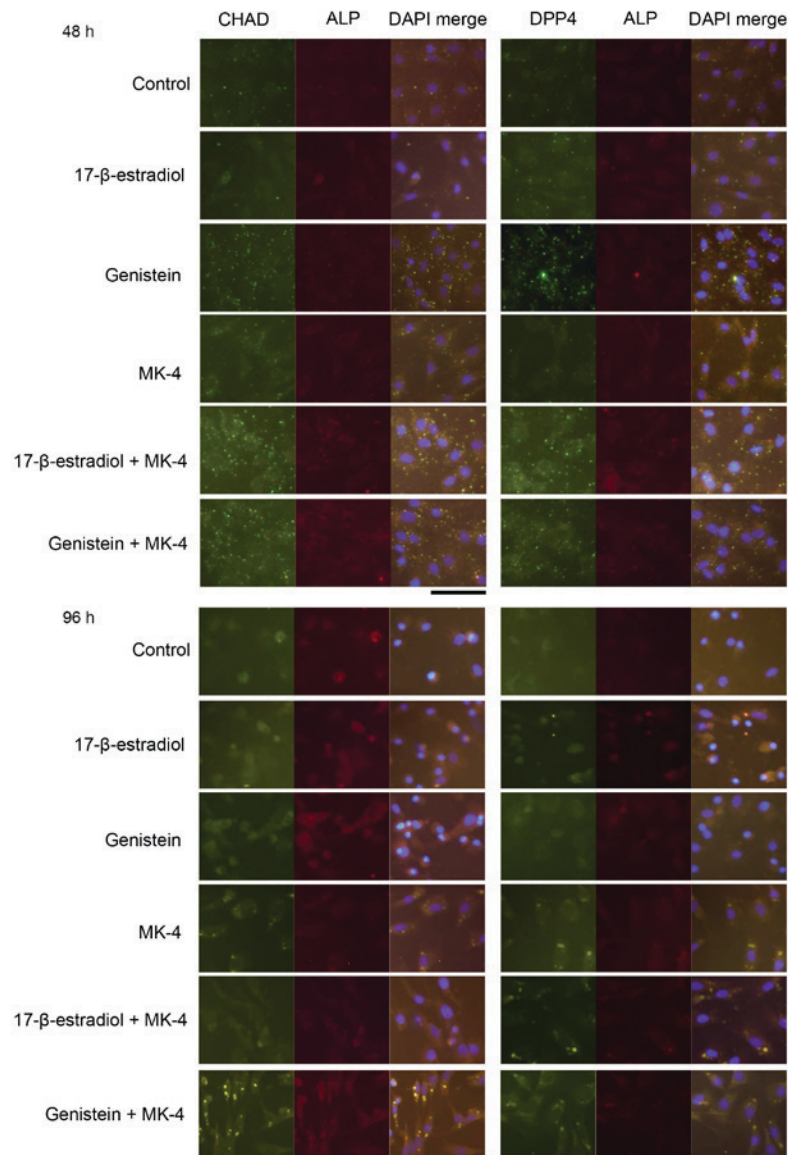 CHAD ALP DAPI merge DPP4 ALP DAPI merge
48 h
Control
17-β-estradiol
Genistein
MK-4
17-β-estradiol + MK-4
Genistein + MK-4
96 h
Control
17-β-estradiol
Genistein
MK-4
17-β-estradiol + MK-4
Genistein + MK-4